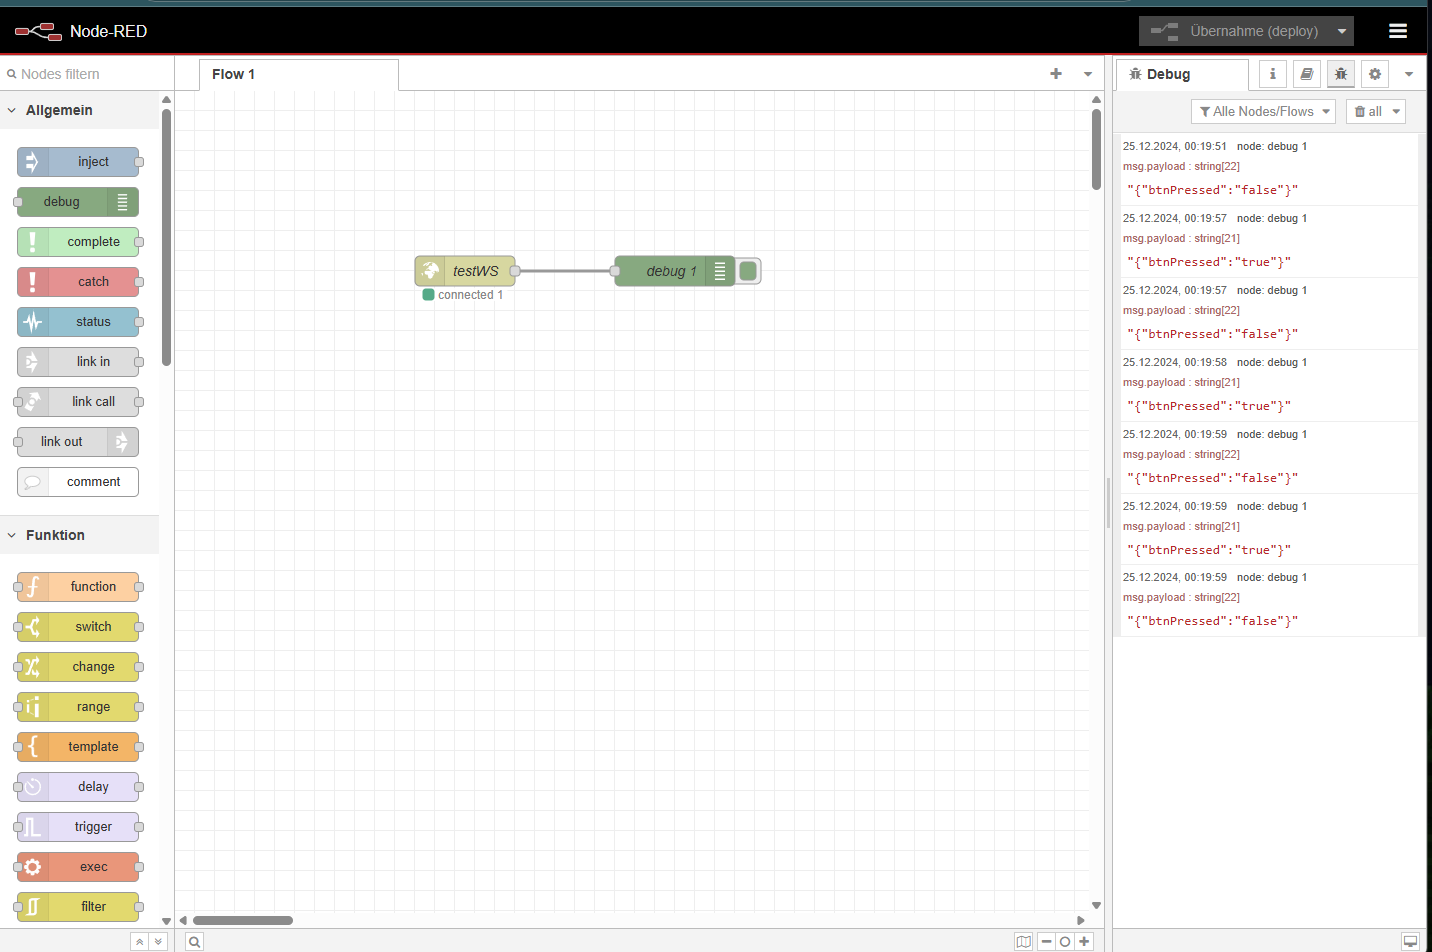 Node-RED
Übernahme (deploy)
Nodes filtern
Flow 1
Debug
Allgemein
Alle Nodes/Flows
all
inject
debug
complete
catch
status
link in
link call
link out
comment
Funktion
function
switch
change
range
template
delay
trigger
exec
filter
testWS
connected 1
debug 1
25.12.2024, 00:19:51 node: debug 1
msg.payload : string[22]
"{"btnPressed":"false"}"
25.12.2024, 00:19:57 node: debug 1
msg.payload : string[21]
"{"btnPressed":"true"}"
25.12.2024, 00:19:57 node: debug 1
msg.payload : string[22]
"{"btnPressed":"false"}"
25.12.2024, 00:19:58 node: debug 1
msg.payload : string[21]
"{"btnPressed":"true"}"
25.12.2024, 00:19:59 node: debug 1
msg.payload : string[22]
"{"btnPressed":"false"}"
25.12.2024, 00:19:59 node: debug 1
msg.payload : string[21]
"{"btnPressed":"true"}"
25.12.2024, 00:19:59 node: debug 1
msg.payload : string[22]
"{"btnPressed":"false"}"